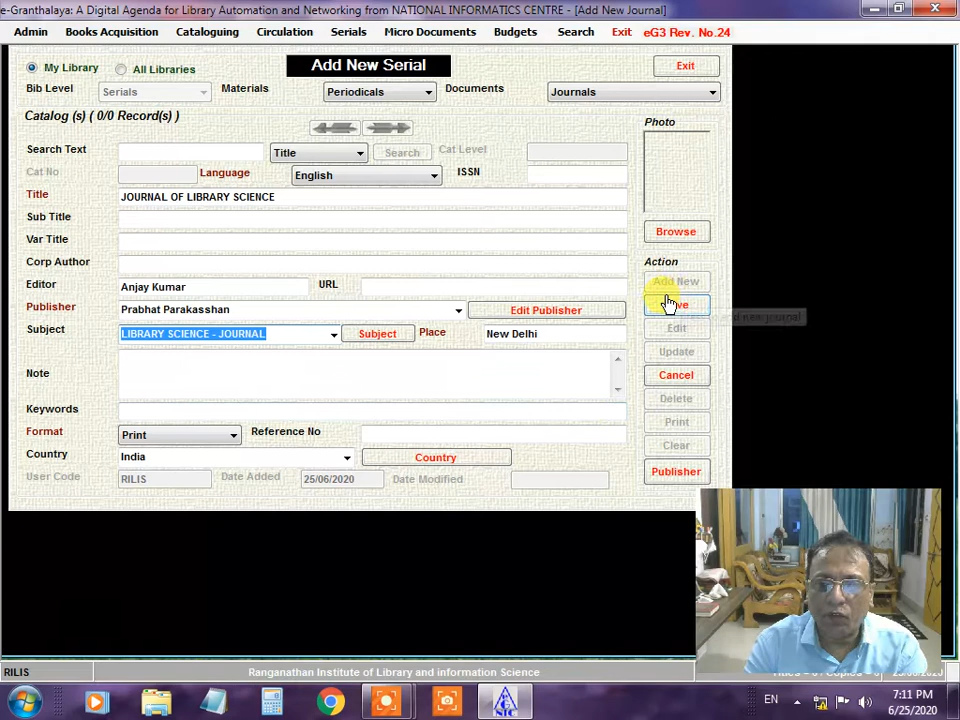 e-Granthalaya: A Digital Agenda for Library Automation and Networking from NATIONAL INFORMATICS CENTRE - [Add New Journal]
Admin Books Acquisition Cataloguing Serials Circulation Micro Documents Budgets Search Exit eG3 Rev. No.24
My Library All Libraries Add New Serial Exit
Bib Level Serials Materials Periodicals Documents Journals
Catalog (s) ( 0/0 Record(s) )
Photo
Search Text Title Search Cat Level
Cat No Language English ISSN
Title JOURNAL OF LIBRARY SCIENCE
Sub Title
Var Title
Browse
Corp Author
Action
Editor Anjay Kumar URL
Add New
Publisher Prabhat Parakasshan Edit Publisher
Subject LIBRARY SCIENCE - JOURNAL Subject Place New Delhi
Edit
Update
Note
Cancel
Delete
Keywords
Print
Format Print Reference No
Clear
Country India Country
Publisher
User Code RILIS Date Added 25/06/2020 Date Modified
RILIS Ranganathan Institute of Library and information Science
EN 7:11 PM
6/25/2020
NIC